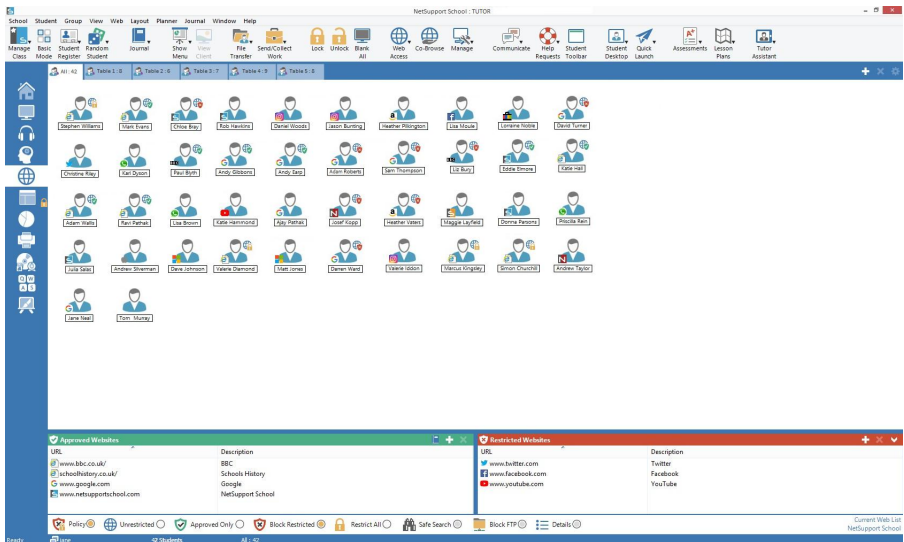 NetSupport School : TUTOR
School Student Group View Web Layout Planner Journal Window Help
Manage Class
Basic Mode
Student Register
Random Student
Journal
Show Menu
View Client
File Transfer
Send/Collect Work
Lock
Unlock
Blank All
Web Access
Co-Browse
Manage
Communicate
Help Requests
Student Toolbar
Student Desktop
Quick Launch
Assessments
Lesson Plans
Tutor Assistant
All : 42 Table 1 : 8 Table 2 : 6 Table 3 : 7 Table 4 : 9 Table 5 : 8
Stephen Williams Mark Evans Chloe Bray Rob Hawkins Daniel Woods Jason Bunting Heather Pilkington Lisa Moule Lorraine Noble David Turner
Christine Riley Karl Dyson Paul Blyth Andy Gibbons Andy Earp Adam Roberts Sam Thompson Liz Bury Eddie Elmore Katie Hall
Adam Wallis Ravi Pathak Lisa Brown Katie Hammond Ajay Pathak Josef Kopp Heather Vaters Maggie Layfield Donna Parsons Priscilla Rein
Julia Salas Andrew Silverman Dave Johnson Valerie Diamond Matt Jones Darren Ward Valerie Iddon Marcus Kingsley Simon Churchill Andrew Taylor
Jane Neal Tom Murray
Approved Websites
URL Description
www.bbc.co.uk/ BBC
schoolhistory.co.uk/ Schools History
www.google.com Google
www.netsupportschool.com NetSupport School
Restricted Websites
URL Description
www.twitter.com Twitter
www.facebook.com Facebook
www.youtube.com YouTube
Policy Unrestricted Approved Only Block Restricted Restrict All Safe Search Block FTP Details
Current Web List
NetSupport School
Ready Jane 42 Students All : 42